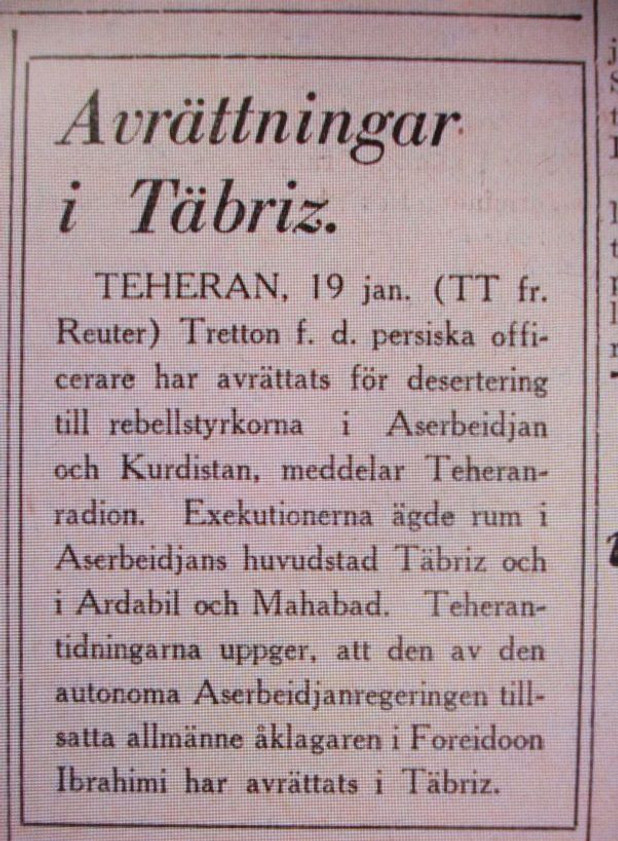 Avrättningar
i Täbriz.
TEHERAN, 19 jan. (TT fr.
Reuter) Tretton f. d. persiska offi-
cerare har avrättats för desertering
till rebellstyrkorna i Aserbeidjan
och Kurdistan, meddelar Teheran-
radion. Exekutionerna ägde rum i
Aserbeidjans huvudstad Täbriz och
i Ardabil och Mahabad. Teheran-
tidningarna uppger, att den av den
autonoma Aserbeidjanregeringen till-
satta allmänne åklagaren i Foreidoon
Ibrahimi har avrättats i Täbriz.